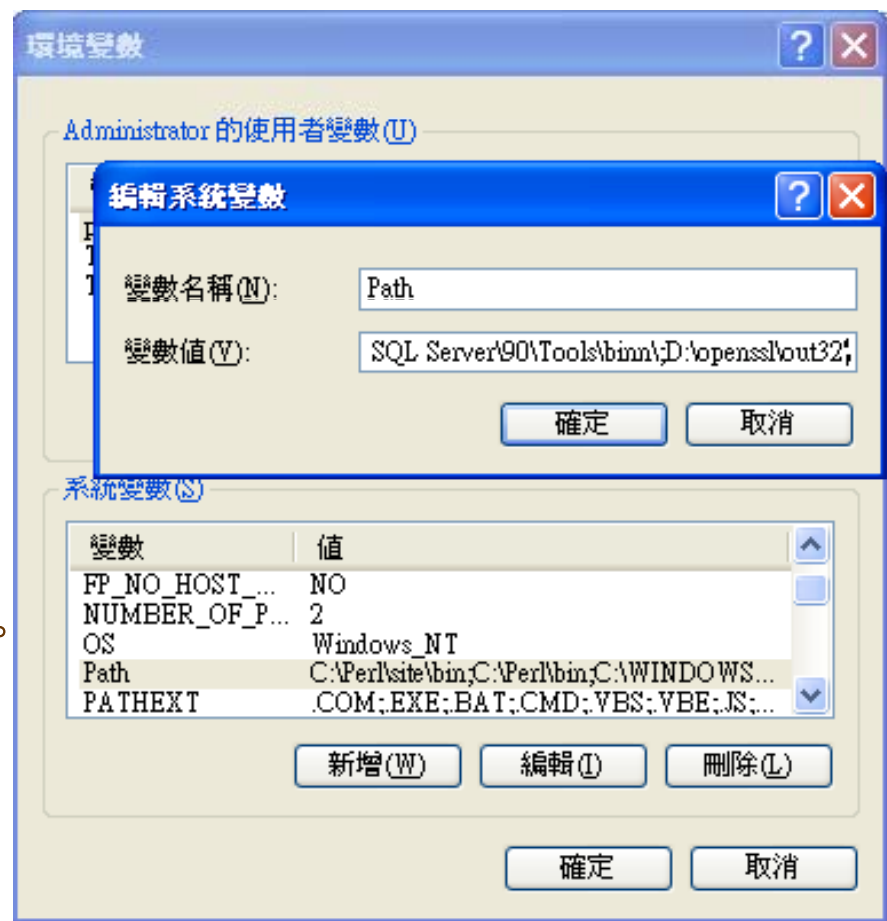 環境變數
Administrator 的使用者變數(U)
編輯系統變數
變數名稱(N):
Path
變數值(V):
SQL Server\90\Tools\binn\;D:\openssl\out32;
確定
取消
系統變數(S)
變數 值
FP_NO_HOST_... NO
NUMBER_OF_P... 2
OS Windows_NT
Path C:\Perl\site\bin;C:\Perl\bin;C:\WINDOWS...
PATHEXT .COM;.EXE;.BAT;.CMD;.VBS;.VBE;.JS;...
新增(W)
編輯(I)
刪除(L)
確定
取消